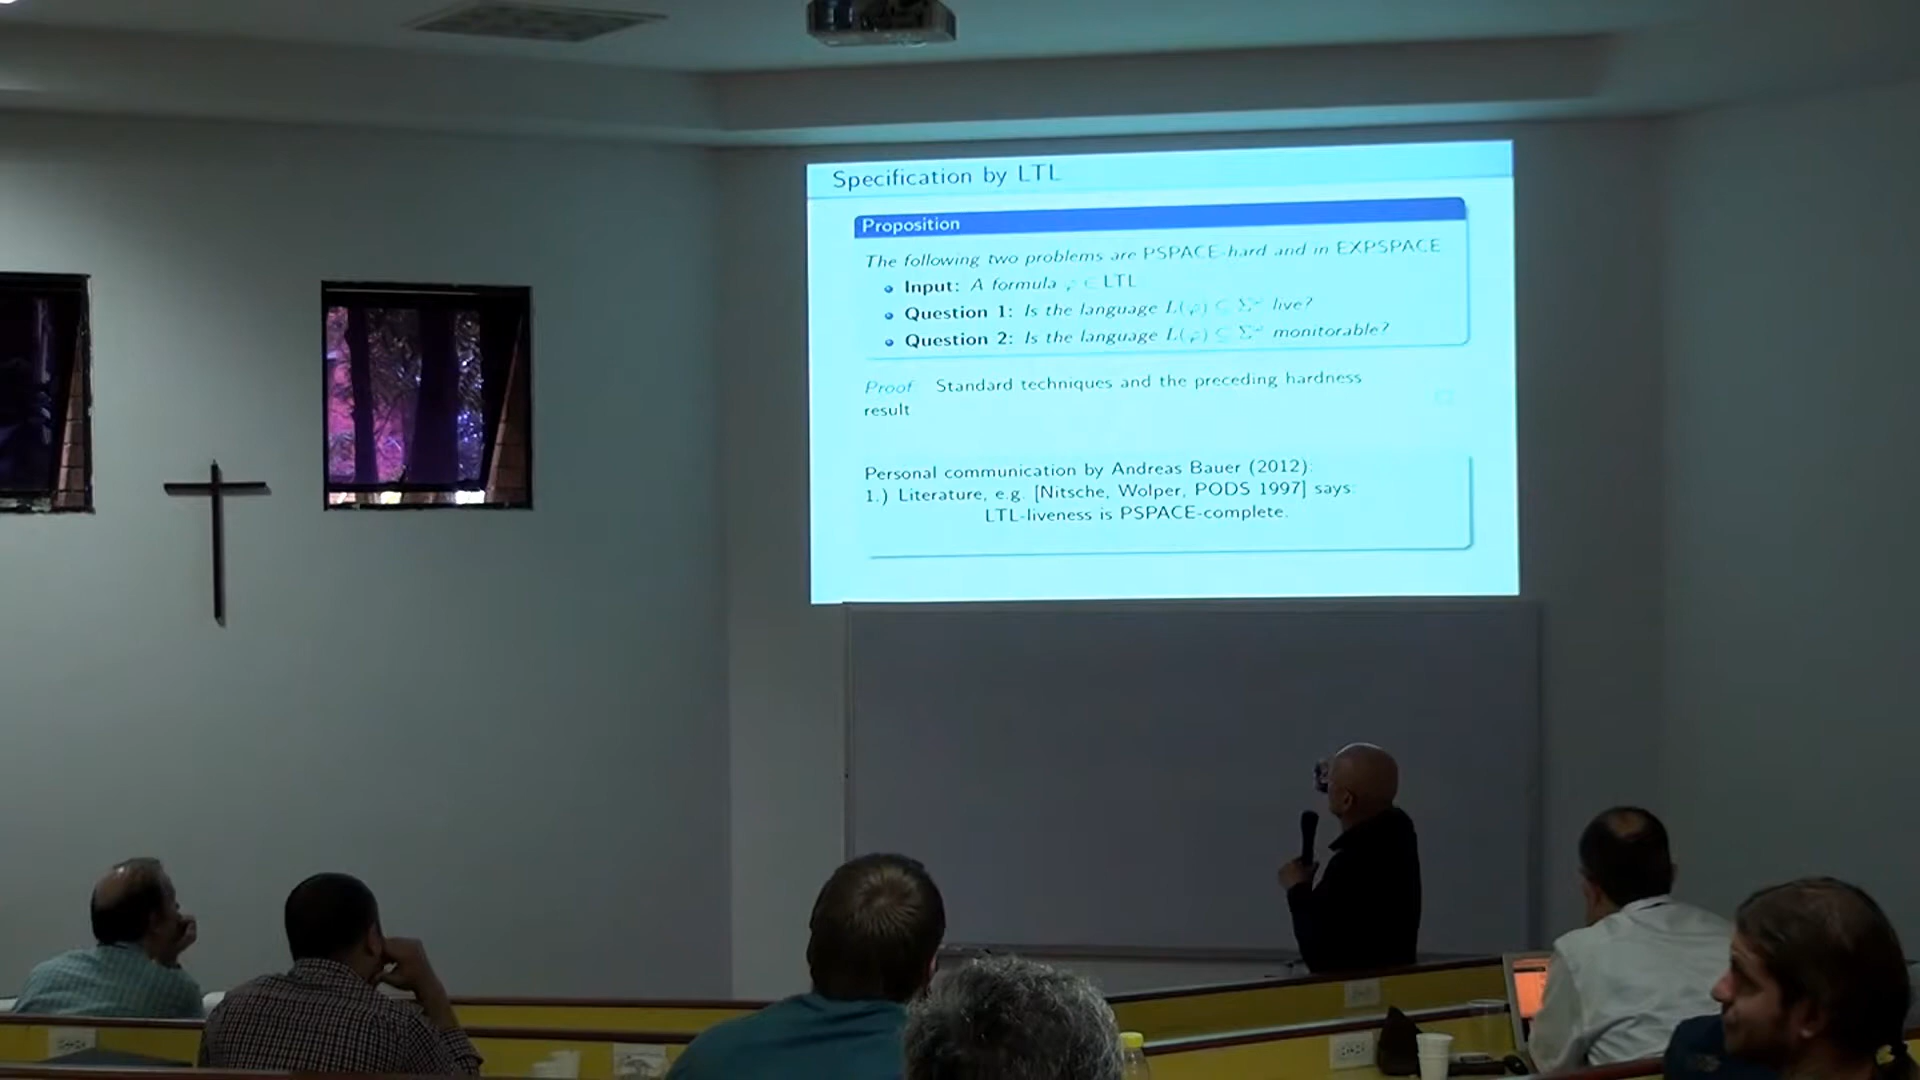 Specification by LTL
Proposition
The following two problems are PSPACE-hard and in EXPSPACE
Input: A formula φ ∈ LTL
Question 1: Is the language L(φ) ⊆ Σ^ω live?
Question 2: Is the language L(φ) ⊆ Σ^ω monitorable?
Proof. Standard techniques and the preceding hardness
result
Personal communication by Andreas Bauer (2012):
1.) Literature, e.g. [Nitsche, Wolper, PODS 1997] says:
LTL-liveness is PSPACE-complete.